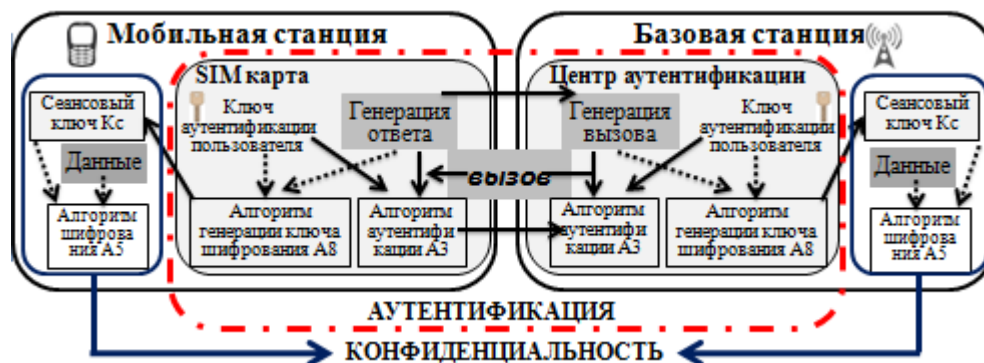 Мобильная станция
Базовая станция
SIM карта
Центр аутентификации
Сеансовый
ключ Кс
Ключ
аутентификации
пользователя
Генерация
ответа
Генерация
вызова
Ключ
аутентификации
пользователя
Сеансовый
ключ Кс
Данные
вызов
Данные
Алгоритм
шифрова
ния А5
Алгоритм
генерации ключа
шифрования А8
Алгоритм
аутентифи
кации А3
Алгоритм
аутентифи
кации А3
Алгоритм
генерации ключа
шифрования А8
Алгоритм
шифрова
ния А5
АУТЕНТИФИКАЦИЯ
КОНФИДЕНЦИАЛЬНОСТЬ